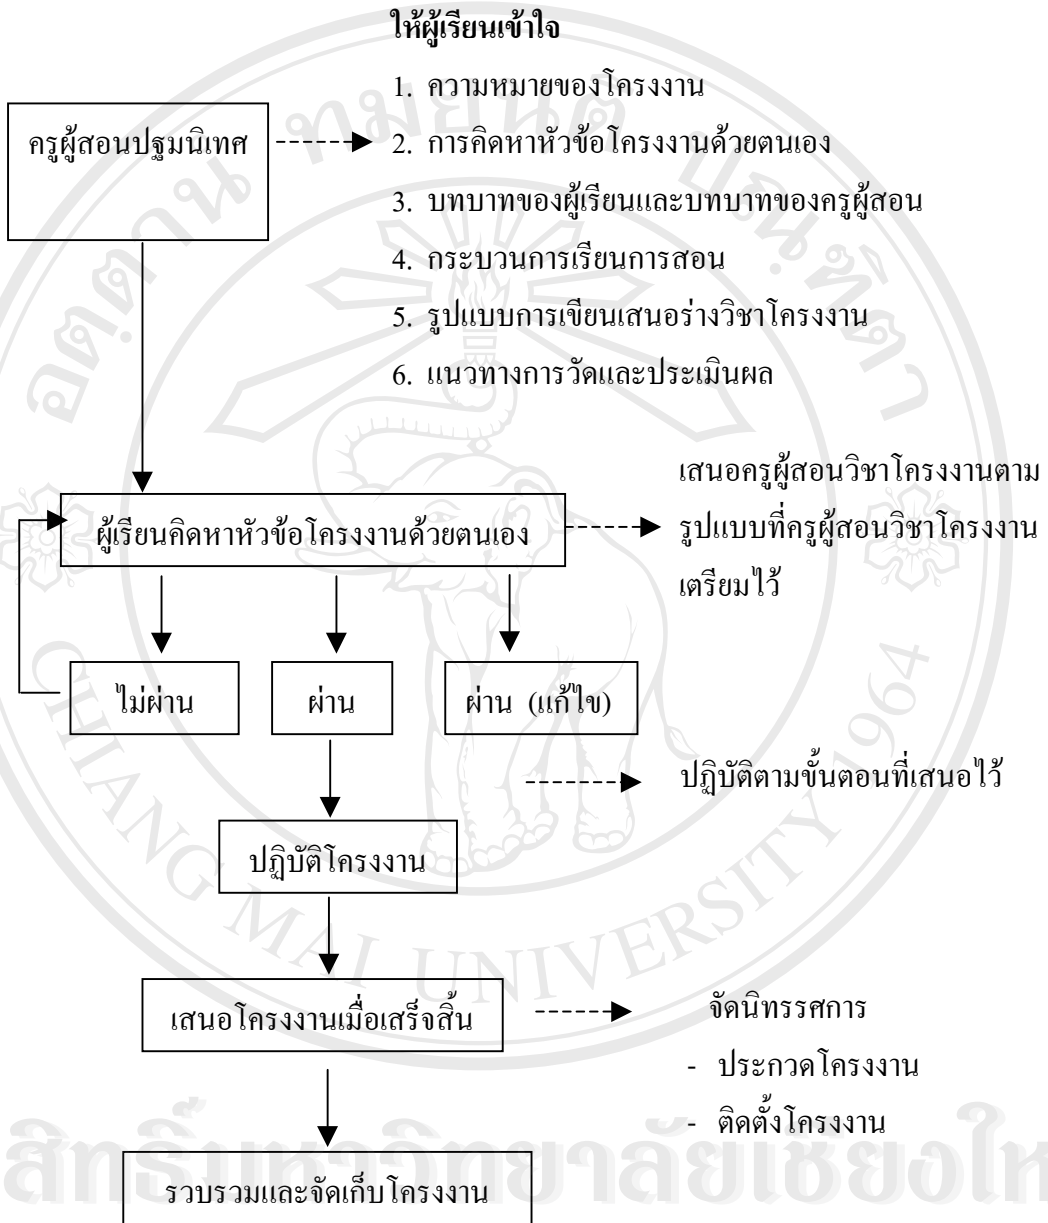 ให้ผู้เรียนเข้าใจ
1. ความหมายของโครงงาน
ครูผู้สอนปฐมนิเทศ
2. การคิดหาหัวข้อโครงงานด้วยตนเอง
3. บทบาทของผู้เรียนและบทบาทของครูผู้สอน
4. กระบวนการเรียนการสอน
5. รูปแบบการเขียนเสนอร่างวิชาโครงงาน
6. แนวทางการวัดและประเมินผล
เสนอครูผู้สอนวิชาโครงงานตาม
รูปแบบที่ครูผู้สอนวิชาโครงงาน
เตรียมไว้
ผู้เรียนคิดหาหัวข้อโครงงานด้วยตนเอง
ไม่ผ่าน
ผ่าน
ผ่าน (แก้ไข)
ปฏิบัติตามขั้นตอนที่เสนอไว้
ปฏิบัติโครงงาน
เสนอโครงงานเมื่อเสร็จสิ้น
จัดนิทรรศการ
- ประกวดโครงงาน
- ติดตั้งโครงงาน
รวบรวมและจัดเก็บโครงงาน
CHIANG MAI UNIVERSITY 1964